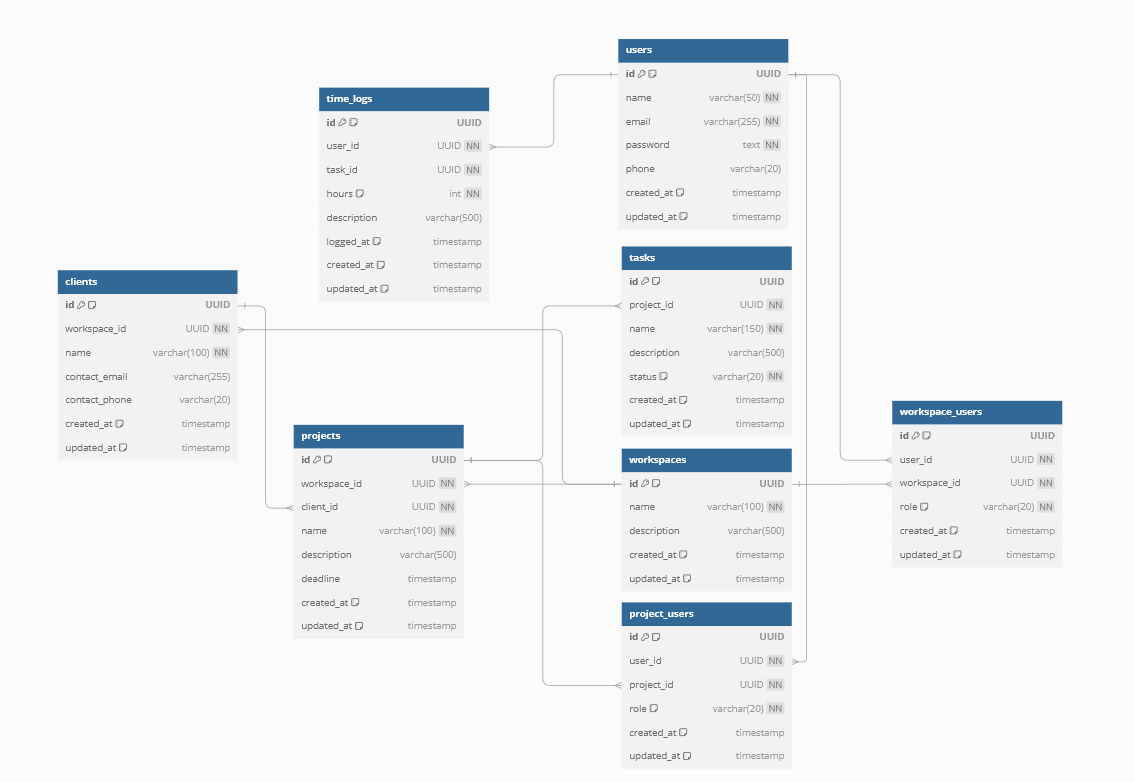 users
id UUID
name varchar(50) NN
email varchar(255) NN
password text NN
phone varchar(20)
created_at timestamp
updated_at timestamp
time_logs
id UUID
user_id UUID NN
task_id UUID NN
hours int NN
description varchar(500)
logged_at timestamp
created_at timestamp
updated_at timestamp
tasks
id UUID
project_id UUID NN
name varchar(150) NN
description varchar(500)
status varchar(20) NN
created_at timestamp
updated_at timestamp
clients
id UUID
workspace_id UUID NN
name varchar(100) NN
contact_email varchar(255)
contact_phone varchar(20)
created_at timestamp
updated_at timestamp
workspace_users
id UUID
user_id UUID NN
workspace_id UUID NN
role varchar(20) NN
created_at timestamp
updated_at timestamp
projects
id UUID
workspace_id UUID NN
client_id UUID NN
name varchar(100) NN
description varchar(500)
deadline timestamp
created_at timestamp
updated_at timestamp
workspaces
id UUID
name varchar(100) NN
description varchar(500)
created_at timestamp
updated_at timestamp
project_users
id UUID
user_id UUID NN
project_id UUID NN
role varchar(20) NN
created_at timestamp
updated_at timestamp